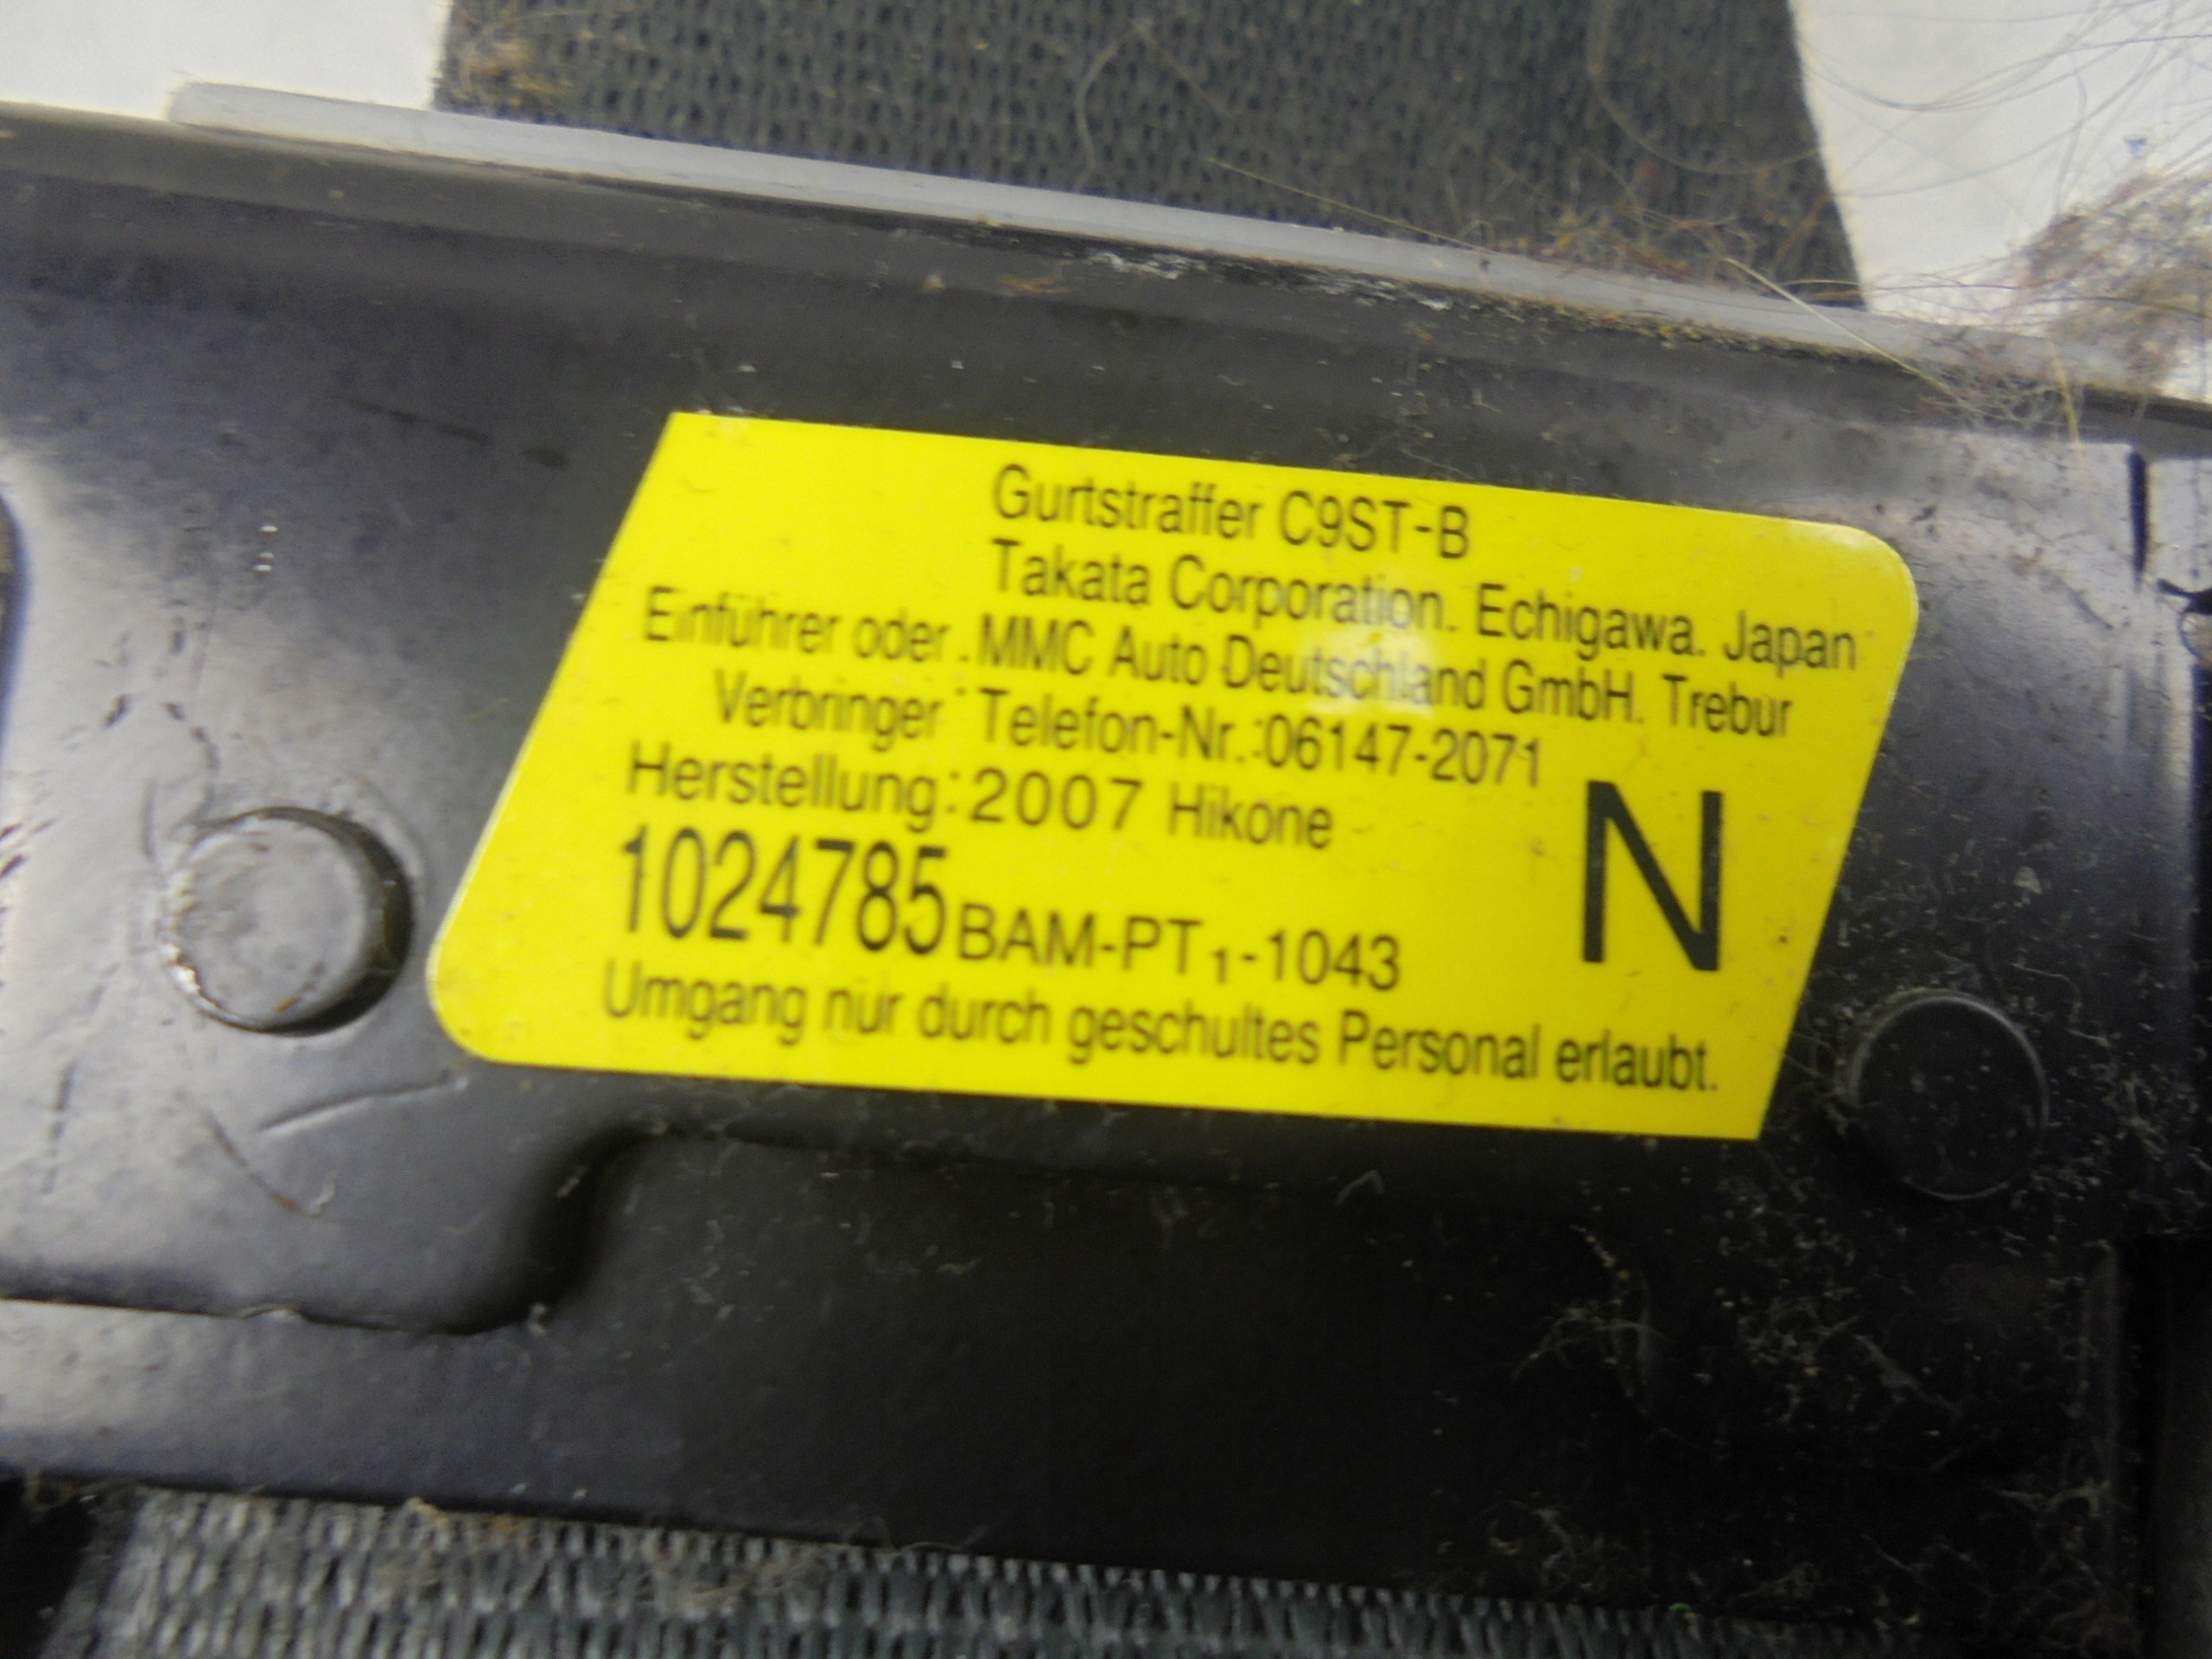 Gurtstraffer C9ST-B
Takata Corporation. Echigawa. Japan
Einführer oder : MMC Auto Deutschland GmbH. Trebur
Verbringer : Telefon-Nr.:06147-2071
Herstellung:2007 Hikone
N
1024785 BAM-PT₁-1043
Umgang nur durch geschultes Personal erlaubt.